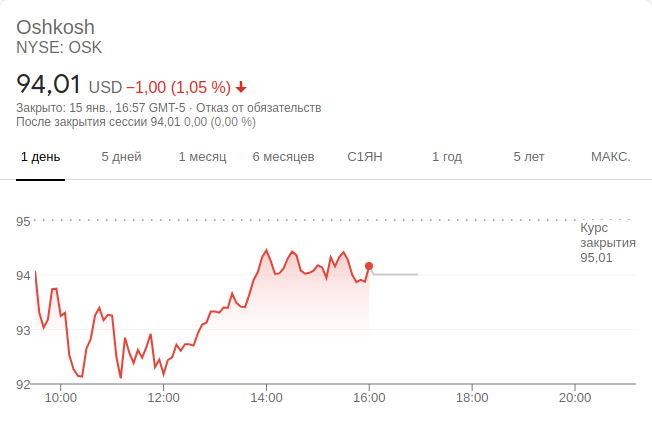 Oshkosh
NYSE: OSK
94,01 USD −1,00 (1,05 %)
Закрыто: 15 янв., 16:57 GMT-5 · Отказ от обязательств
После закрытия сессии 94,01 0,00 (0,00 %)
1 день 5 дней 1 месяц 6 месяцев С1ЯН 1 год 5 лет МАКС.
95
Курс
закрытия
95,01
94
93
92
10:00 12:00 14:00 16:00 18:00 20:00